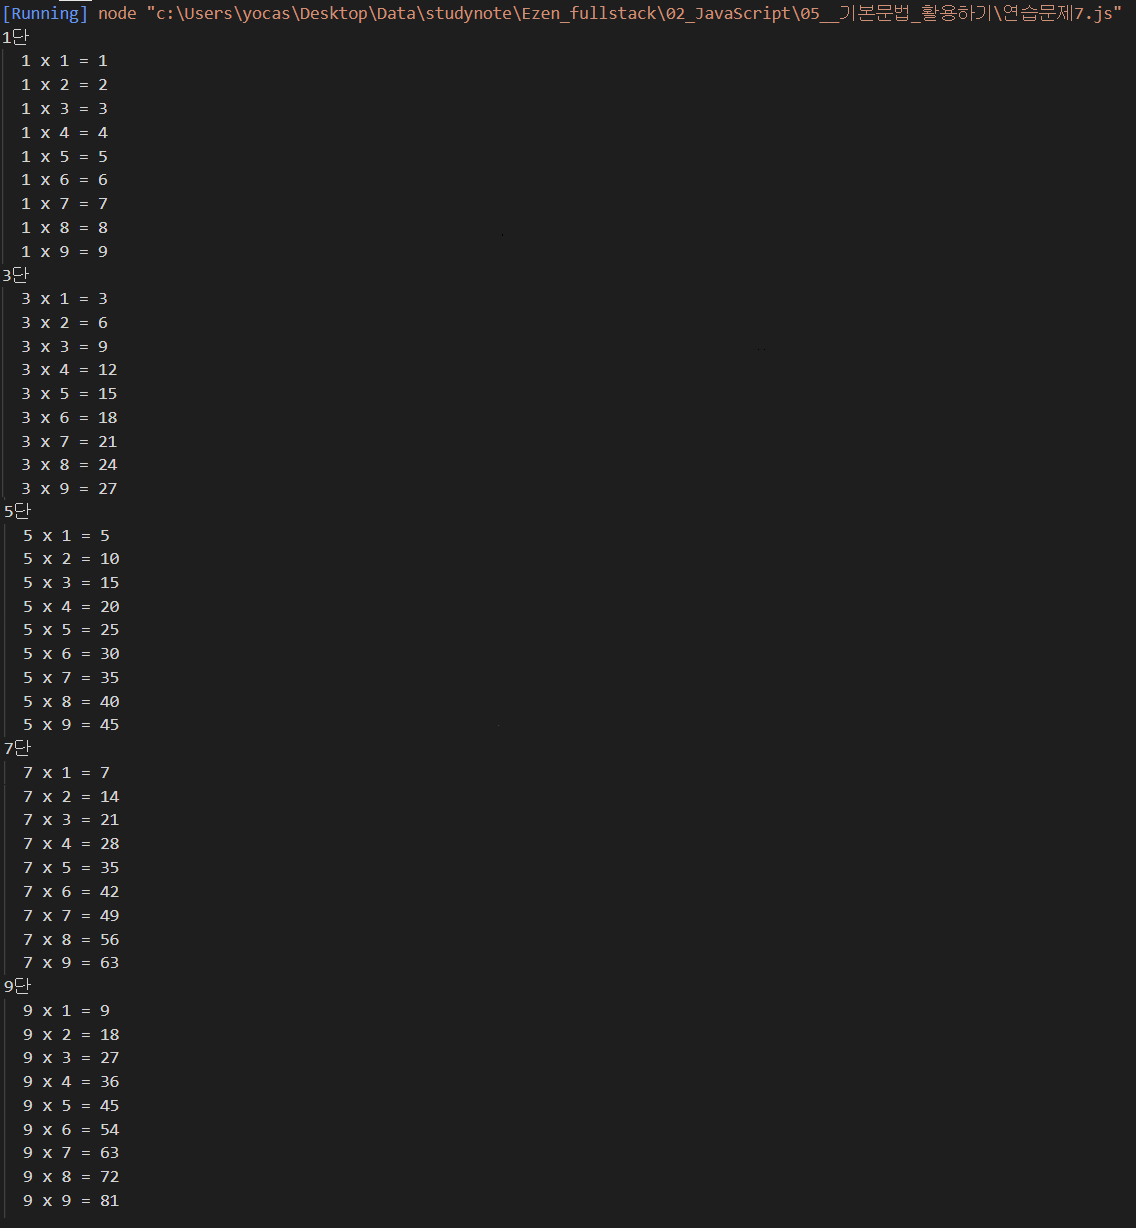 [Running] node "c:\Users\yocas\Desktop\Data\studynote\Ezen_fullstack\02_JavaScript\05__기본문법_활용하기\연습문제7.js"
1단
1 x 1 = 1
1 x 2 = 2
1 x 3 = 3
1 x 4 = 4
1 x 5 = 5
1 x 6 = 6
1 x 7 = 7
1 x 8 = 8
1 x 9 = 9
3단
3 x 1 = 3
3 x 2 = 6
3 x 3 = 9
3 x 4 = 12
3 x 5 = 15
3 x 6 = 18
3 x 7 = 21
3 x 8 = 24
3 x 9 = 27
5단
5 x 1 = 5
5 x 2 = 10
5 x 3 = 15
5 x 4 = 20
5 x 5 = 25
5 x 6 = 30
5 x 7 = 35
5 x 8 = 40
5 x 9 = 45
7단
7 x 1 = 7
7 x 2 = 14
7 x 3 = 21
7 x 4 = 28
7 x 5 = 35
7 x 6 = 42
7 x 7 = 49
7 x 8 = 56
7 x 9 = 63
9단
9 x 1 = 9
9 x 2 = 18
9 x 3 = 27
9 x 4 = 36
9 x 5 = 45
9 x 6 = 54
9 x 7 = 63
9 x 8 = 72
9 x 9 = 81